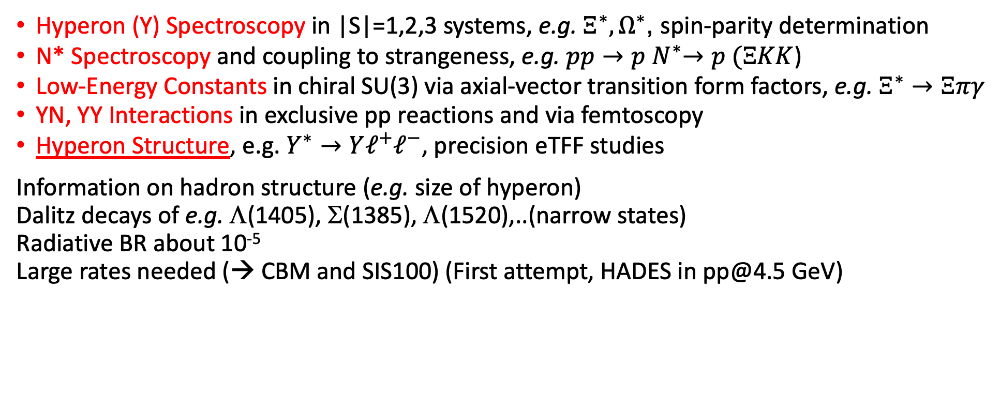 • Hyperon (Y) Spectroscopy in |S|=1,2,3 systems, e.g. Ξ*,Ω*, spin-parity determination
• N* Spectroscopy and coupling to strangeness, e.g. pp → p N*→ p (ΞKK)
• Low-Energy Constants in chiral SU(3) via axial-vector transition form factors, e.g. Ξ* → Ξπγ
• YN, YY Interactions in exclusive pp reactions and via femtoscopy
• Hyperon Structure, e.g. Y* → Yℓ⁺ℓ⁻, precision eTFF studies
Information on hadron structure (e.g. size of hyperon)
Dalitz decays of e.g. Λ(1405), Σ(1385), Λ(1520),..(narrow states)
Radiative BR about 10⁻⁵
Large rates needed (→ CBM and SIS100) (First attempt, HADES in pp@4.5 GeV)